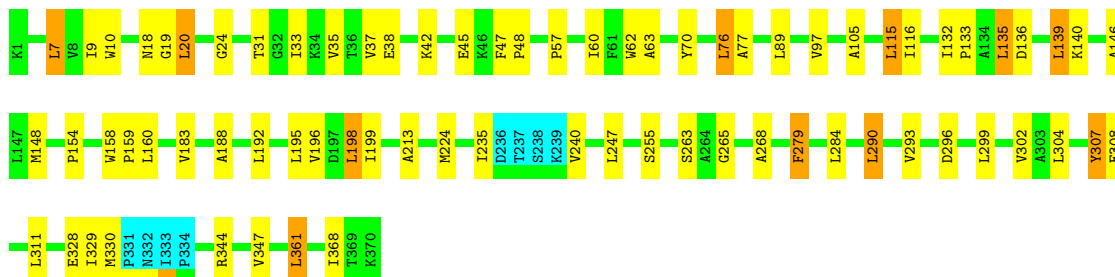 K1 L7 V8 I9 W10 N18 G19 L20 G24 T31 G32 I33 K34 V35 T36 V37 E38 K42 E45 K46 F47 P48 P57 I60 F61 W62 A63 Y70 L76 A77 L89 V97 A105 L115 I116 I132 P133 A134 L135 D136 L139 K140 A146
L147 M148 P154 W158 P159 L160 V183 A188 L192 L195 V196 D197 L198 I199 A213 M224 I235 D236 T237 S238 K239 V240 L247 S255 S263 A264 G265 A268 F279 L284 L290 V293 D296 L299 V302 A303 L304 Y307 E308
L311 E328 I329 M330 P331 N332 I333 P334 R344 V347 L361 I368 T369 K370